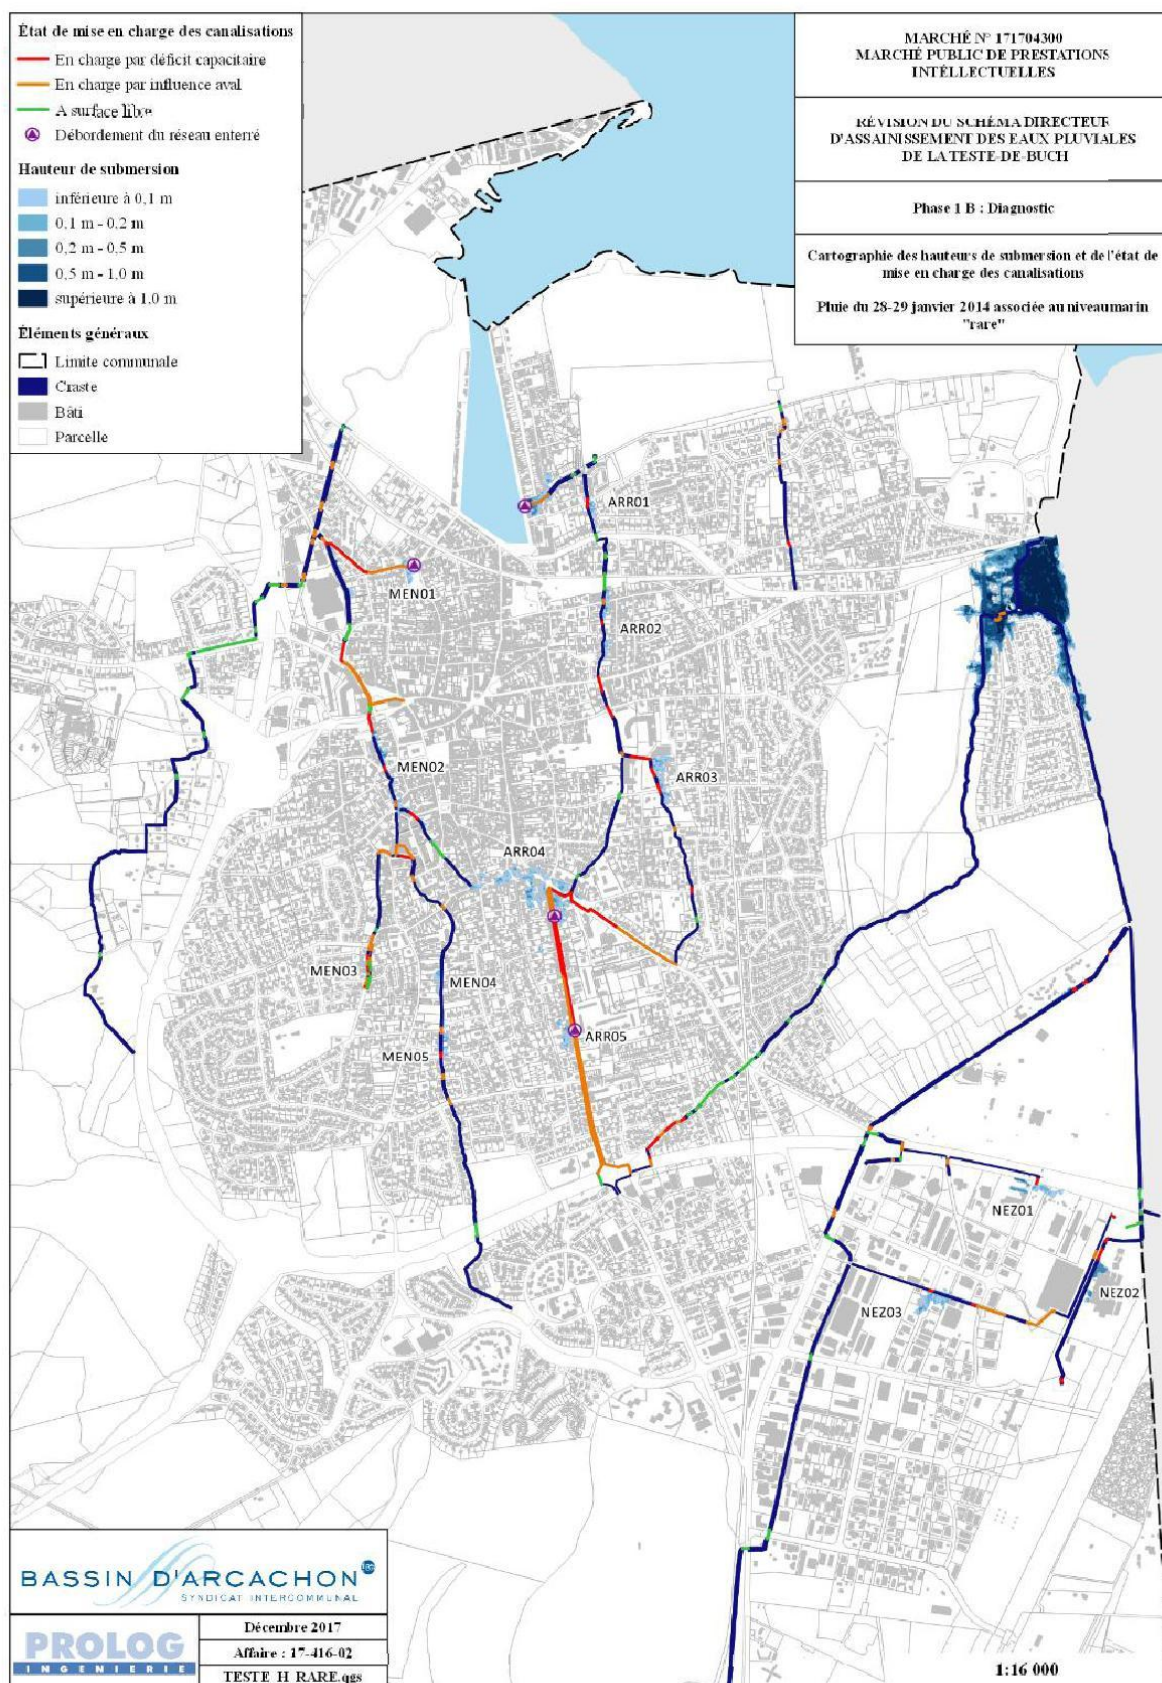 État de mise en charge des canalisations
En charge par déficit capacitaire
En charge par influence aval
A surface libre
Débordement du réseau enterré
Hauteur de submersion
inférieure à 0,1 m
0,1 m - 0,2 m
0,2 m - 0,5 m
0,5 m - 1,0 m
supérieure à 1,0 m
Éléments généraux
Limite communale
Craste
Bâti
Parcelle
MARCHÉ N° 171704300
MARCHÉ PUBLIC DE PRESTATIONS
INTÉLLECTUELLES
RÉVISION DU SCHÉMA DIRECTEUR
D'ASSAINISSEMENT DES EAUX PLUVIALES
DE LA TESTE-DE-BUCH
Phase 1 B : Diagnostic
Cartographie des hauteurs de submersion et de l'état de
mise en charge des canalisations
Pluie du 28-29 janvier 2014 associée au niveau marin
"rare"
ARR01
MEN01
ARR02
MEN02
ARR03
ARR04
MEN03
MEN04
ARR05
MEN05
NEZ01
NEZ02
NEZ03
BASSIN D'ARCACHON
SYNDICAT INTERCOMMUNAL
PROLOG
INGENIERIE
Décembre 2017
Affaire : 17-416-02
TESTE_H_RARE.qgs
1:16 000